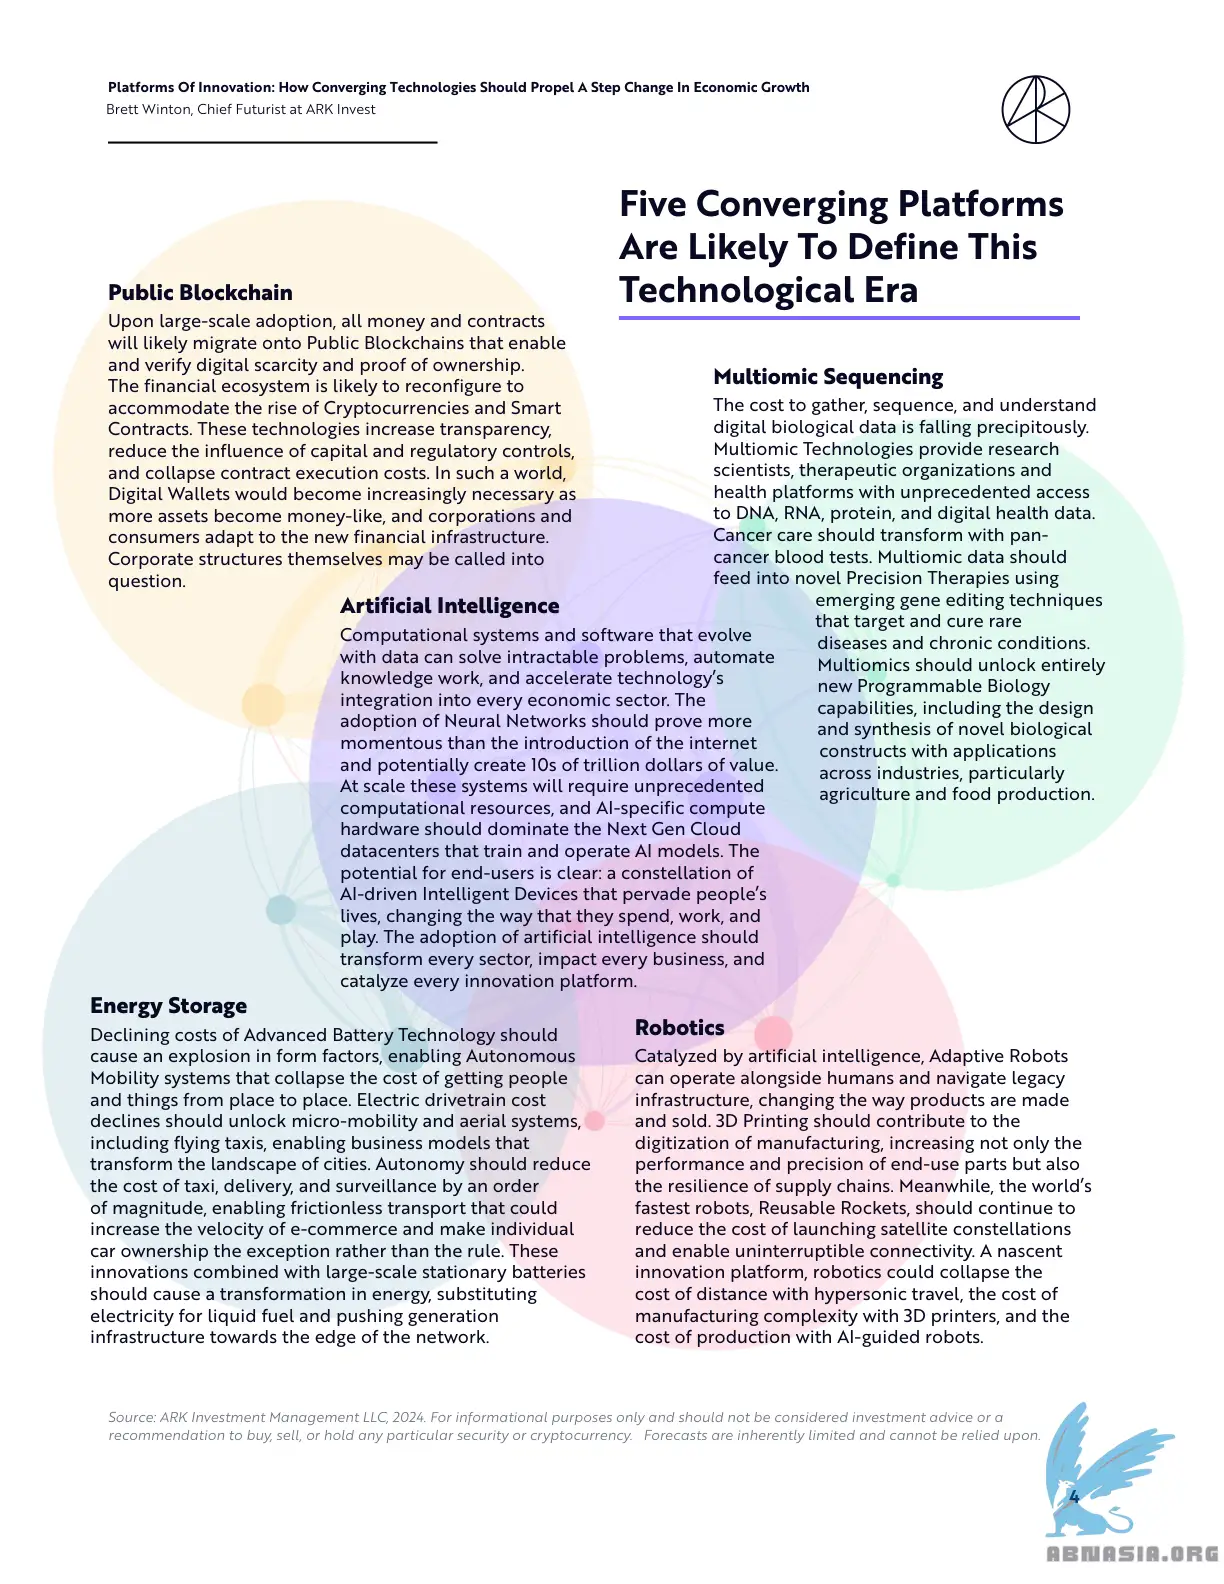 Platforms Of Innovation: How Converging Technologies Should Propel A Step Change In Economic Growth
Brett Winton, Chief Futurist at ARK Invest
Five Converging Platforms
Are Likely To Define This
Technological Era
Public Blockchain
Upon large-scale adoption, all money and contracts
will likely migrate onto Public Blockchains that enable
and verify digital scarcity and proof of ownership.
The financial ecosystem is likely to reconfigure to
accommodate the rise of Cryptocurrencies and Smart
Contracts. These technologies increase transparency,
reduce the influence of capital and regulatory controls,
and collapse contract execution costs. In such a world,
Digital Wallets would become increasingly necessary as
more assets become money-like, and corporations and
consumers adapt to the new financial infrastructure.
Corporate structures themselves may be called into
question.
Multiomic Sequencing
The cost to gather, sequence, and understand
digital biological data is falling precipitously.
Multiomic Technologies provide research
scientists, therapeutic organizations and
health platforms with unprecedented access
to DNA, RNA, protein, and digital health data.
Cancer care should transform with pan-
cancer blood tests. Multiomic data should
feed into novel Precision Therapies using
emerging gene editing techniques
that target and cure rare
diseases and chronic conditions.
Multiomics should unlock entirely
new Programmable Biology
capabilities, including the design
and synthesis of novel biological
constructs with applications
across industries, particularly
agriculture and food production.
Artificial Intelligence
Computational systems and software that evolve
with data can solve intractable problems, automate
knowledge work, and accelerate technology's
integration into every economic sector. The
adoption of Neural Networks should prove more
momentous than the introduction of the internet
and potentially create 10s of trillion dollars of value.
At scale these systems will require unprecedented
computational resources, and AI-specific compute
hardware should dominate the Next Gen Cloud
datacenters that train and operate AI models. The
potential for end-users is clear: a constellation of
AI-driven Intelligent Devices that pervade people's
lives, changing the way that they spend, work, and
play. The adoption of artificial intelligence should
transform every sector, impact every business, and
catalyze every innovation platform.
Energy Storage
Declining costs of Advanced Battery Technology should
cause an explosion in form factors, enabling Autonomous
Mobility systems that collapse the cost of getting people
and things from place to place. Electric drivetrain cost
declines should unlock micro-mobility and aerial systems,
including flying taxis, enabling business models that
transform the landscape of cities. Autonomy should reduce
the cost of taxi, delivery, and surveillance by an order
of magnitude, enabling frictionless transport that could
increase the velocity of e-commerce and make individual
car ownership the exception rather than the rule. These
innovations combined with large-scale stationary batteries
should cause a transformation in energy, substituting
electricity for liquid fuel and pushing generation
infrastructure towards the edge of the network.
Robotics
Catalyzed by artificial intelligence, Adaptive Robots
can operate alongside humans and navigate legacy
infrastructure, changing the way products are made
and sold. 3D Printing should contribute to the
digitization of manufacturing, increasing not only the
performance and precision of end-use parts but also
the resilience of supply chains. Meanwhile, the world's
fastest robots, Reusable Rockets, should continue to
reduce the cost of launching satellite constellations
and enable uninterruptible connectivity. A nascent
innovation platform, robotics could collapse the
cost of distance with hypersonic travel, the cost of
manufacturing complexity with 3D printers, and the
cost of production with AI-guided robots.
Source: ARK Investment Management LLC, 2024. For informational purposes only and should not be considered investment advice or a
recommendation to buy, sell, or hold any particular security or cryptocurrency. Forecasts are inherently limited and cannot be relied upon.
4
ABNASIA.ORG